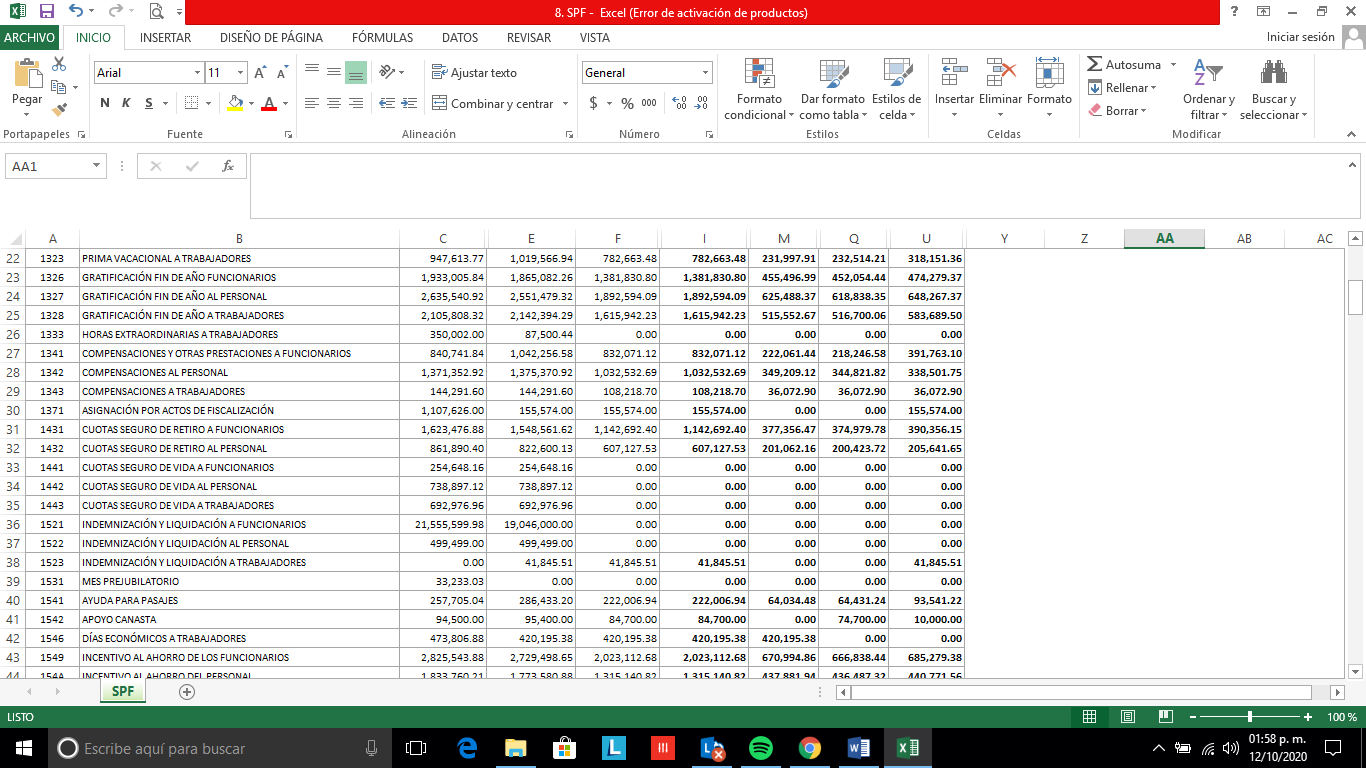 8. SPF - Excel (Error de activación de productos)
ARCHIVO INICIO INSERTAR DISEÑO DE PÁGINA FÓRMULAS DATOS REVISAR VISTA Iniciar sesión
Pegar
Portapapeles
Arial 11
N K S
Fuente
Ajustar texto
Combinar y centrar
Alineación
General
$ % 000
Número
Formato condicional
Dar formato como tabla
Estilos de celda
Estilos
Insertar Eliminar Formato
Celdas
Autosuma
Rellenar
Borrar
Ordenar y filtrar
Buscar y seleccionar
Modificar
AA1 fx
A B C E F I M Q U Y Z AA AB AC
22 1323 PRIMA VACACIONAL A TRABAJADORES 947,613.77 1,019,566.94 782,663.48 782,663.48 231,997.91 232,514.21 318,151.36
23 1326 GRATIFICACIÓN FIN DE AÑO FUNCIONARIOS 1,933,005.84 1,865,082.26 1,381,830.80 1,381,830.80 455,496.99 452,054.44 474,279.37
24 1327 GRATIFICACIÓN FIN DE AÑO AL PERSONAL 2,635,540.92 2,551,479.32 1,892,594.09 1,892,594.09 625,488.37 618,838.35 648,267.37
25 1328 GRATIFICACIÓN FIN DE AÑO A TRABAJADORES 2,105,808.32 2,142,394.29 1,615,942.23 1,615,942.23 515,552.67 516,700.06 583,689.50
26 1333 HORAS EXTRAORDINARIAS A TRABAJADORES 350,002.00 87,500.44 0.00 0.00 0.00 0.00 0.00
27 1341 COMPENSACIONES Y OTRAS PRESTACIONES A FUNCIONARIOS 840,741.84 1,042,256.58 832,071.12 832,071.12 222,061.44 218,246.58 391,763.10
28 1342 COMPENSACIONES AL PERSONAL 1,371,352.92 1,375,370.92 1,032,532.69 1,032,532.69 349,209.12 344,821.82 338,501.75
29 1343 COMPENSACIONES A TRABAJADORES 144,291.60 144,291.60 108,218.70 108,218.70 36,072.90 36,072.90 36,072.90
30 1371 ASIGNACIÓN POR ACTOS DE FISCALIZACIÓN 1,107,626.00 155,574.00 155,574.00 155,574.00 0.00 0.00 155,574.00
31 1431 CUOTAS SEGURO DE RETIRO A FUNCIONARIOS 1,623,476.88 1,548,561.62 1,142,692.40 1,142,692.40 377,356.47 374,979.78 390,356.15
32 1432 CUOTAS SEGURO DE RETIRO AL PERSONAL 861,890.40 822,600.13 607,127.53 607,127.53 201,062.16 200,423.72 205,641.65
33 1441 CUOTAS SEGURO DE VIDA A FUNCIONARIOS 254,648.16 254,648.16 0.00 0.00 0.00 0.00 0.00
34 1442 CUOTAS SEGURO DE VIDA AL PERSONAL 738,897.12 738,897.12 0.00 0.00 0.00 0.00 0.00
35 1443 CUOTAS SEGURO DE VIDA A TRABAJADORES 692,976.96 692,976.96 0.00 0.00 0.00 0.00 0.00
36 1521 INDEMNIZACIÓN Y LIQUIDACIÓN A FUNCIONARIOS 21,555,599.98 19,046,000.00 0.00 0.00 0.00 0.00 0.00
37 1522 INDEMNIZACIÓN Y LIQUIDACIÓN AL PERSONAL 499,499.00 499,499.00 0.00 0.00 0.00 0.00 0.00
38 1523 INDEMNIZACIÓN Y LIQUIDACIÓN A TRABAJADORES 0.00 41,845.51 41,845.51 41,845.51 0.00 0.00 41,845.51
39 1531 MES PREJUBILATORIO 33,233.03 0.00 0.00 0.00 0.00 0.00 0.00
40 1541 AYUDA PARA PASAJES 257,705.04 286,433.20 222,006.94 222,006.94 64,034.48 64,431.24 93,541.22
41 1542 APOYO CANASTA 94,500.00 95,400.00 84,700.00 84,700.00 0.00 74,700.00 10,000.00
42 1546 DÍAS ECONÓMICOS A TRABAJADORES 473,806.88 420,195.38 420,195.38 420,195.38 420,195.38 0.00 0.00
43 1549 INCENTIVO AL AHORRO DE LOS FUNCIONARIOS 2,825,543.88 2,729,498.65 2,023,112.68 2,023,112.68 670,994.86 666,838.44 685,279.38
44 154A INCENTIVO AL AHORRO DEL PERSONAL 1,833,760.21 1,773,580.88 1,315,140.82 1,315,140.82 437,881.94 436,487.32 440,771.56
SPF
LISTO 100 %
Escribe aquí para buscar
01:58 p. m.
12/10/2020